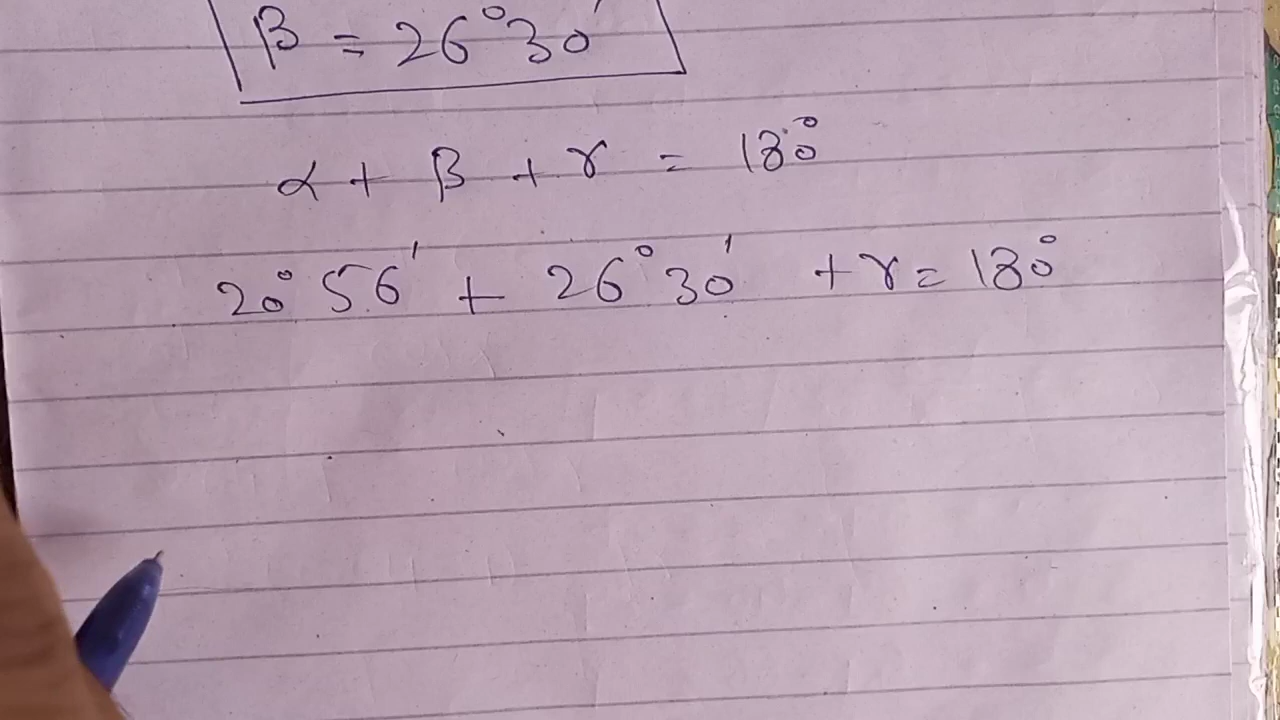 β = 26°30'
α + β + γ = 180°
20°56' + 26°30' + γ = 180°